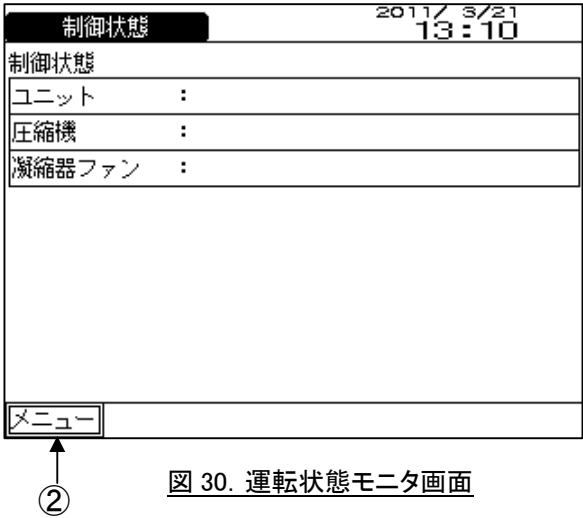 制御状態
2011/ 3/21
13:10
制御状態
ユニット :
圧縮機 :
凝縮器ファン :
メニュー
②
図 30. 運転状態モニタ画面